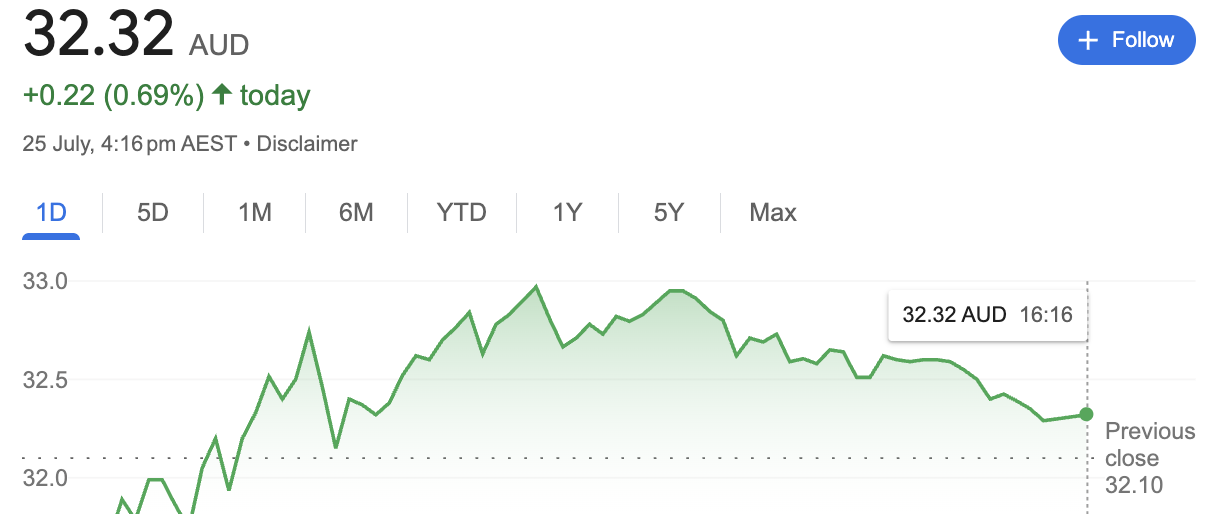 32.32 AUD
+ Follow
+0.22 (0.69%) ↑ today
25 July, 4:16 pm AEST • Disclaimer
1D 5D 1M 6M YTD 1Y 5Y Max
33.0
32.32 AUD 16:16
32.5
Previous
close
32.0
32.10